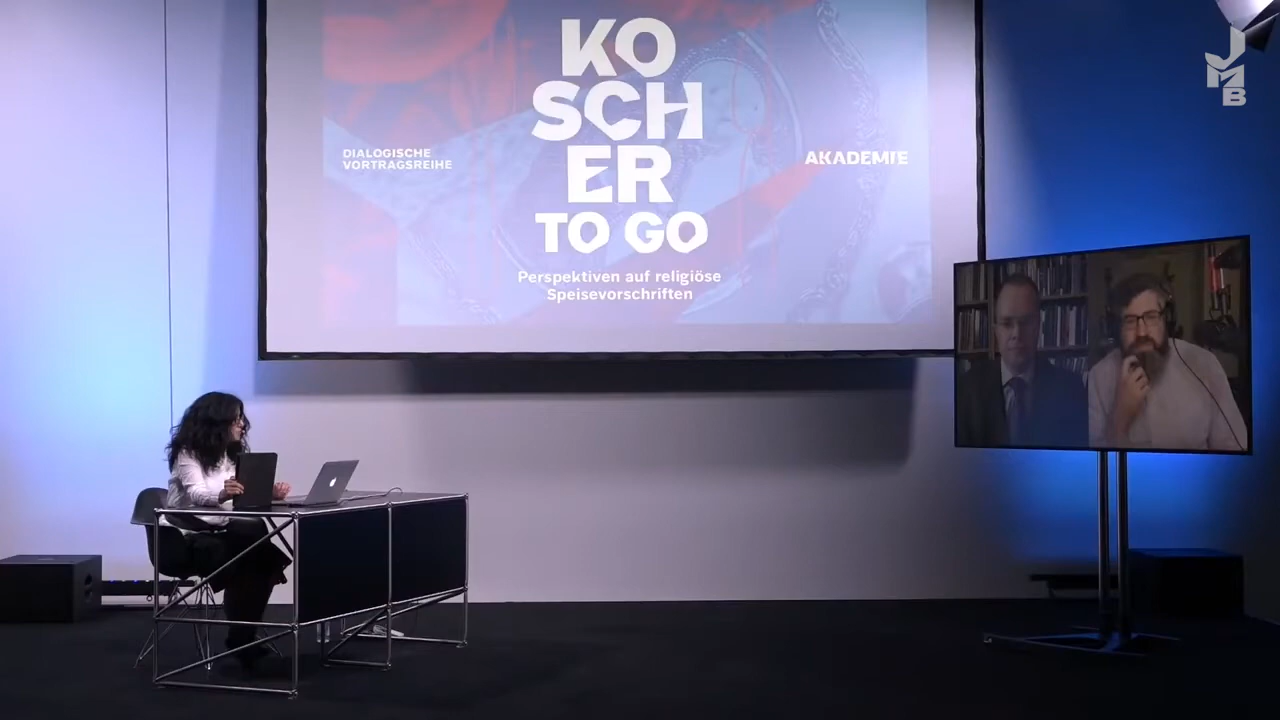 KO
SCH
ER
TO GO
DIALOGISCHE
VORTRAGSREIHE
AKADEMIE
Perspektiven auf religiöse
Speisevorschriften
JMB